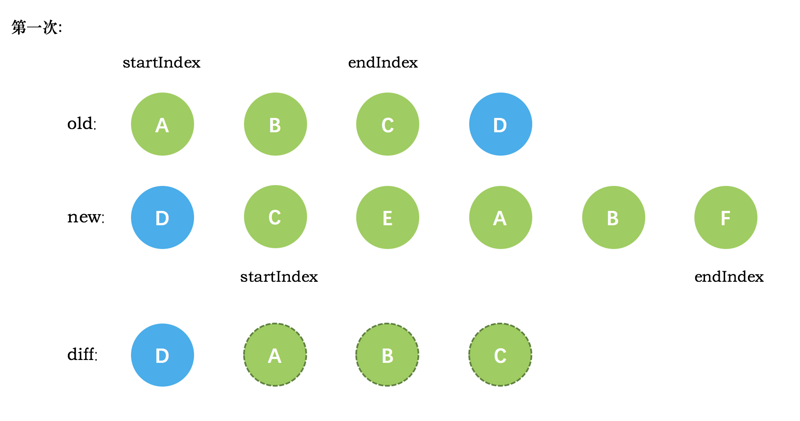 第一次:
startIndex endIndex
old: A B C D
new: D C E A B F
startIndex endIndex
diff: D A B C